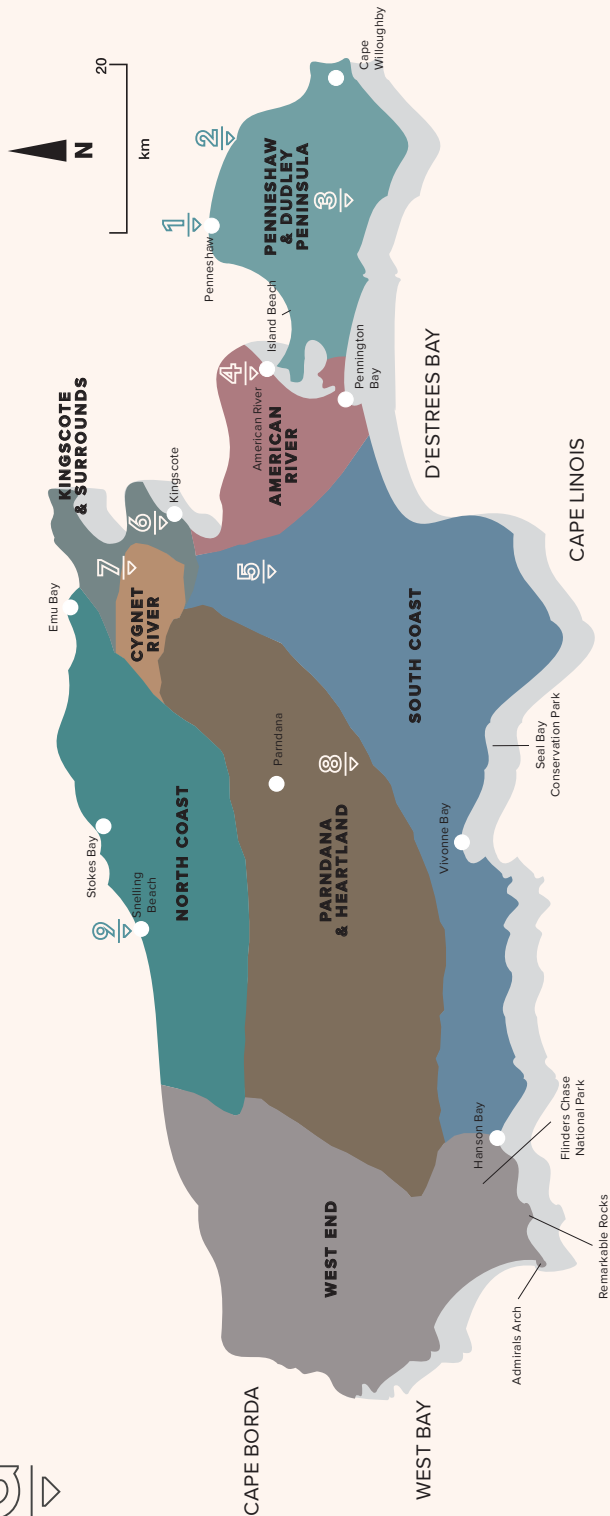 CAPE BORDA
WEST BAY
WEST END
Admirals Arch
Remarkable Rocks
Flinders Chase
National Park
Hanson Bay
9
Snelling
Beach
Stokes Bay
NORTH COAST
PARNDANA
& HEARTLAND
Parndana
8
Vivonne Bay
Seal Bay
Conservation Park
SOUTH COAST
Emu Bay
CYGNET
RIVER
7
KINGSCOTE
& SURROUNDS
6
Kingscote
5
CAPE LINOIS
D'ESTREES BAY
AMERICAN
RIVER
American River
4
Island Beach
Pennington
Bay
Penneshaw
1
2
PENNESHAW
& DUDLEY
PENINSULA
3
Cape
Willoughby
N
km
20